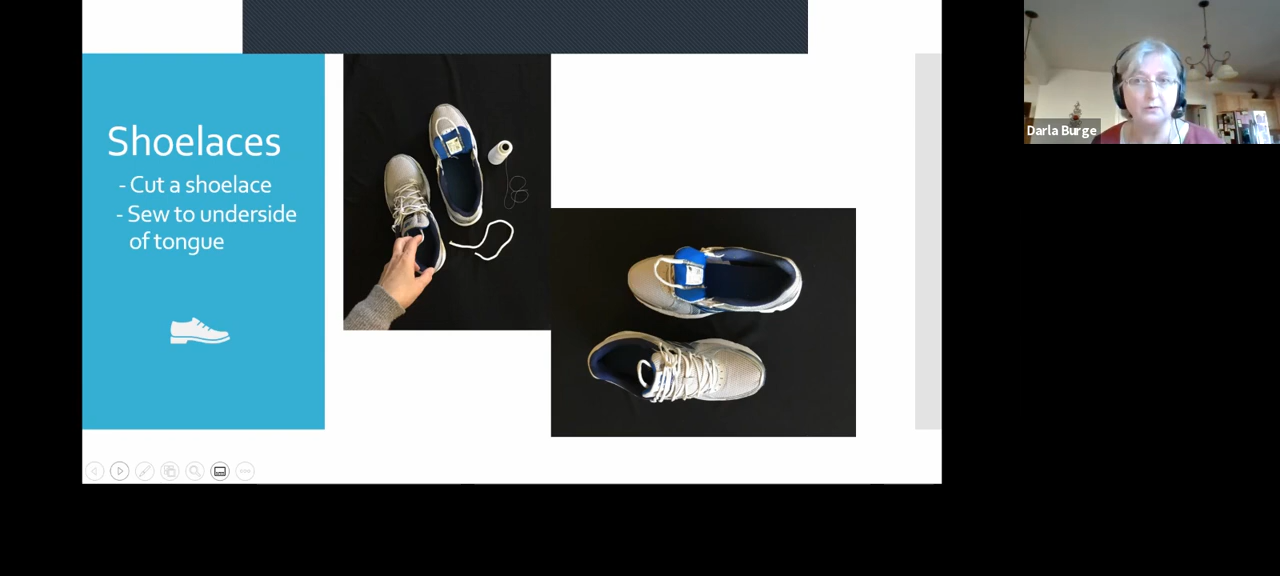 Shoelaces
- Cut a shoelace
- Sew to underside
of tongue
Darla Burge